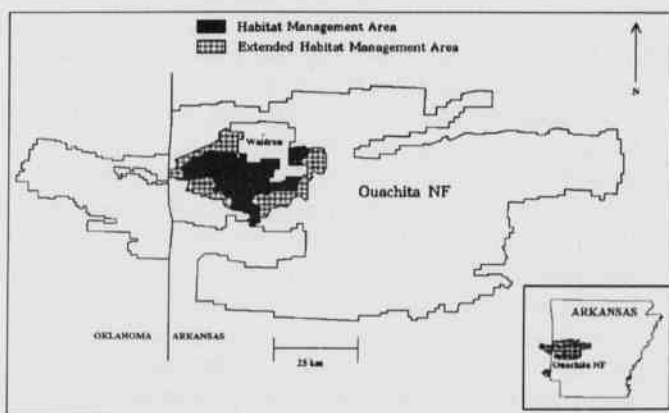 Habitat Management Area
Extended Habitat Management Area
N
Waldron
Ouachita NF
OKLAHOMA
ARKANSAS
25 km
ARKANSAS
Ouachita NF